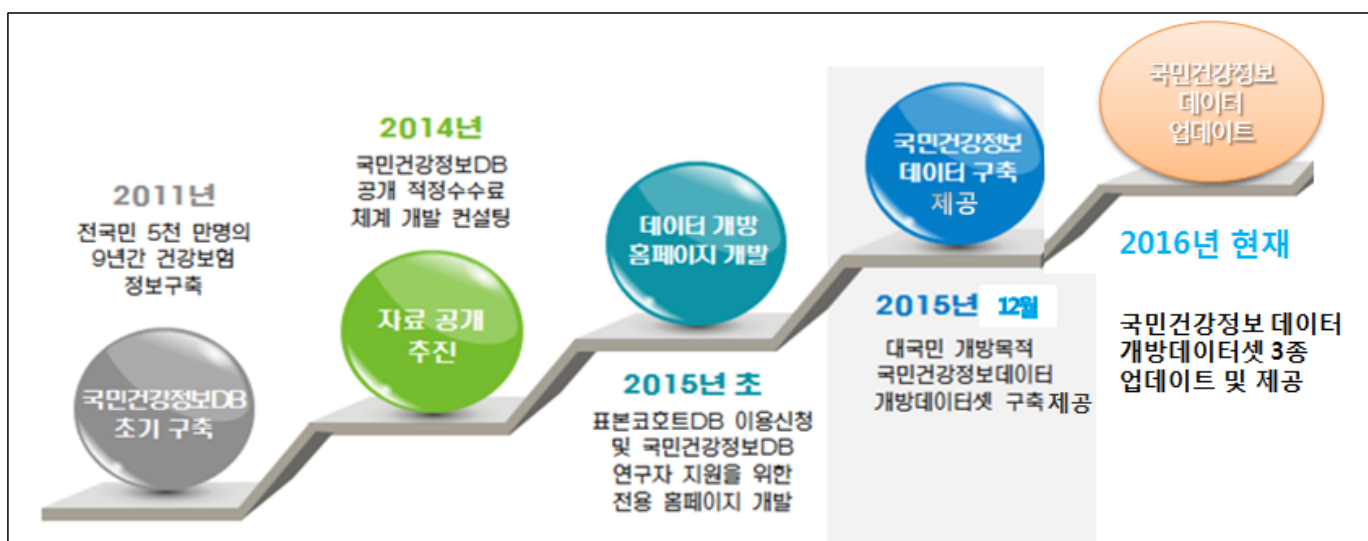 2011년
전국민 5천 만명의
9년간 건강보험
정보구축
국민건강정보DB
초기 구축
2014년
국민건강정보DB
공개 적정수수료
체계 개발 컨설팅
자료 공개
추진
데이터 개방
홈페이지 개발
2015년 초
표본코호트DB 이용신청
및 국민건강정보DB
연구자 지원을 위한
전용 홈페이지 개발
국민건강정보
데이터 구축
제공
2015년 12월
대국민 개방목적
국민건강정보데이터
개방데이터셋 구축 제공
국민건강정보
데이터
업데이트
2016년 현재
국민건강정보 데이터
개방데이터셋 3종
업데이트 및 제공